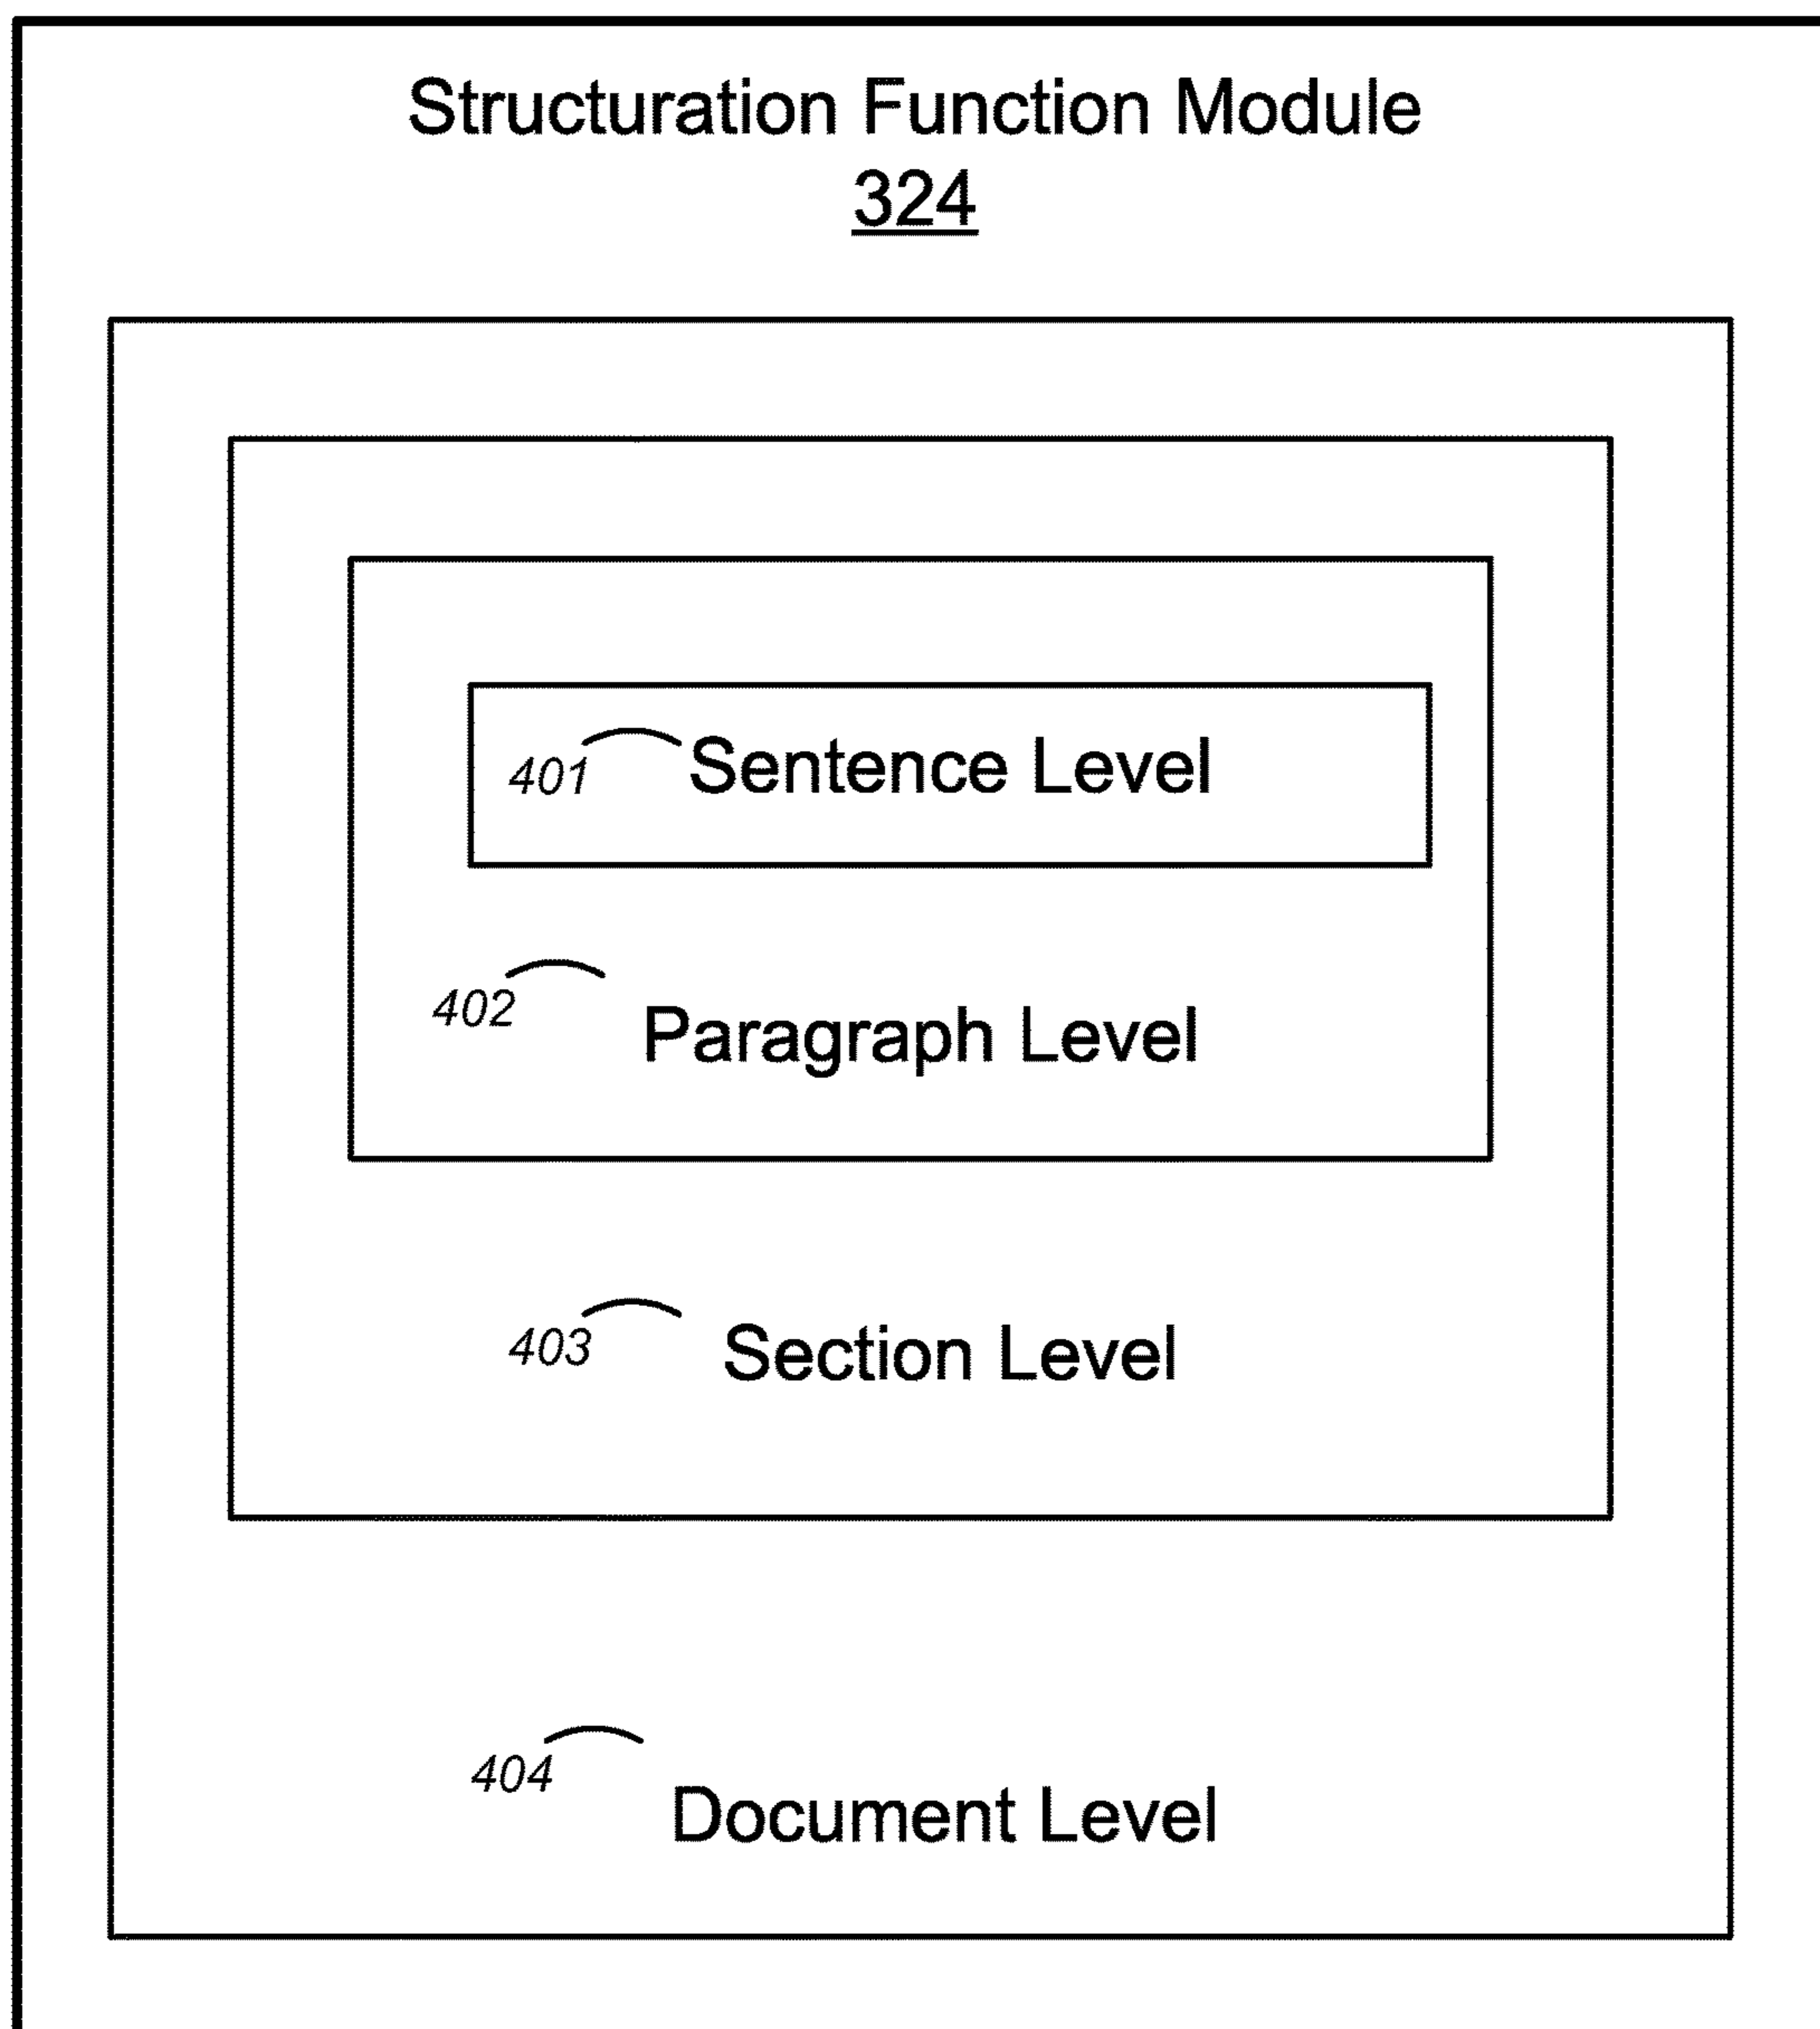 Structuration Function Module
324
401 Sentence Level
402
Paragraph Level
403 Section Level
404
Document Level